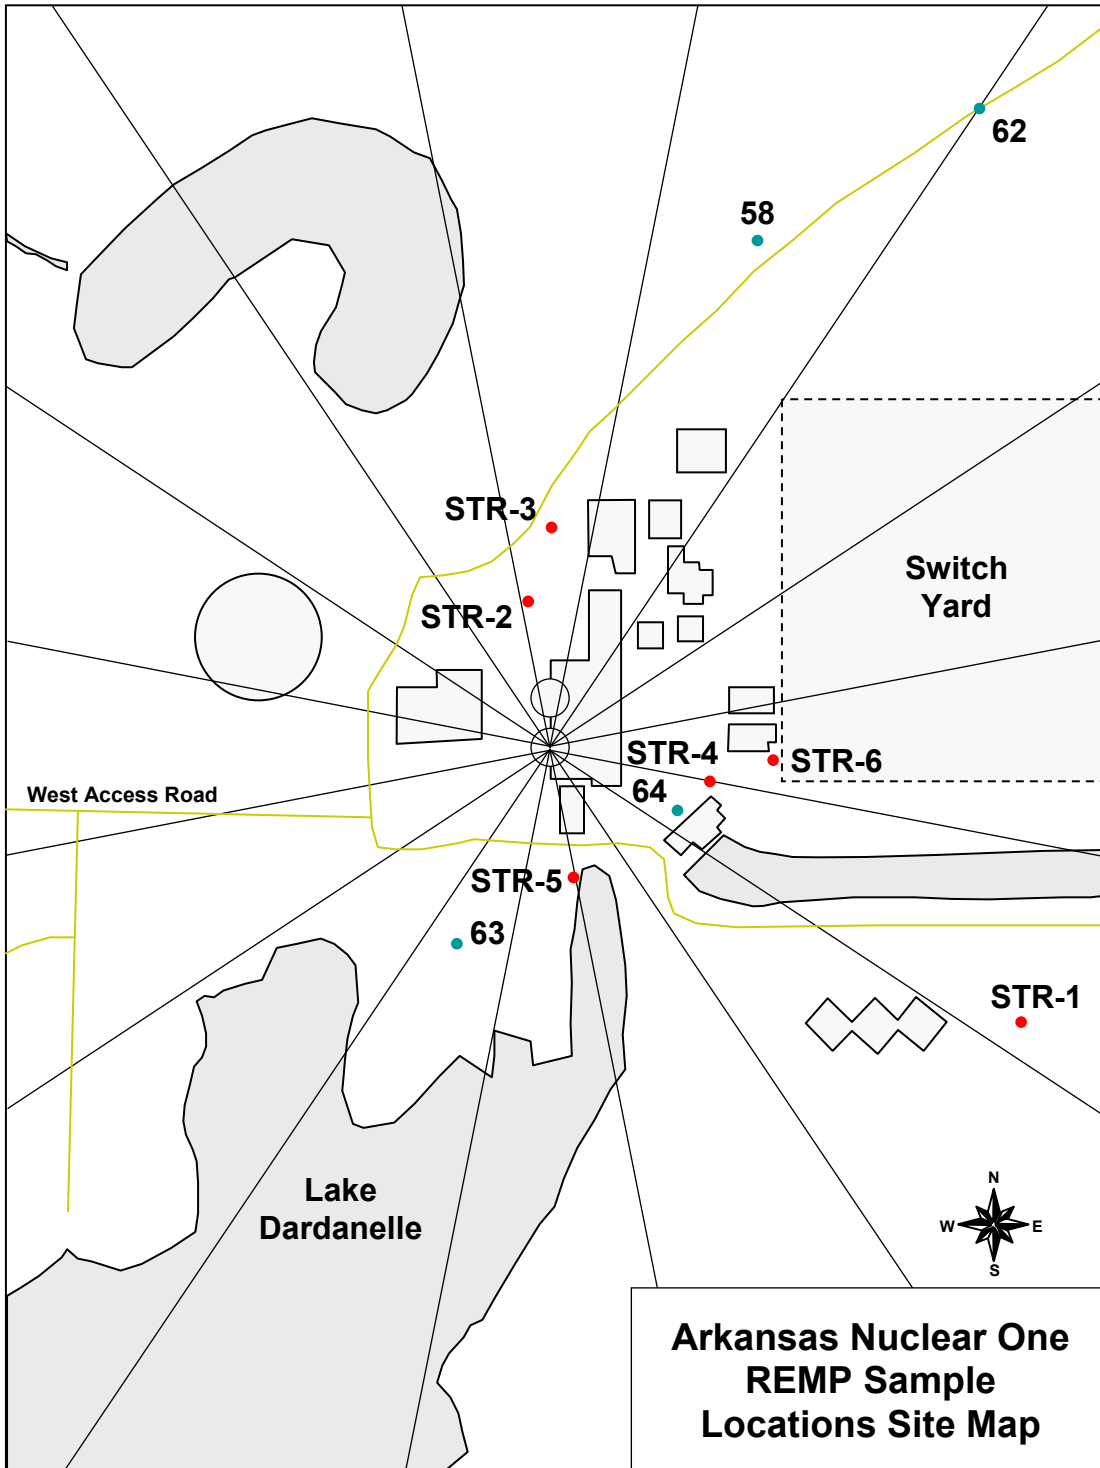 62
58
STR-3
Switch
Yard
STR-2
STR-4
STR-6
64
West Access Road
STR-5
63
STR-1
N
W
E
S
Lake
Dardanelle
Arkansas Nuclear One
REMP Sample
Locations Site Map